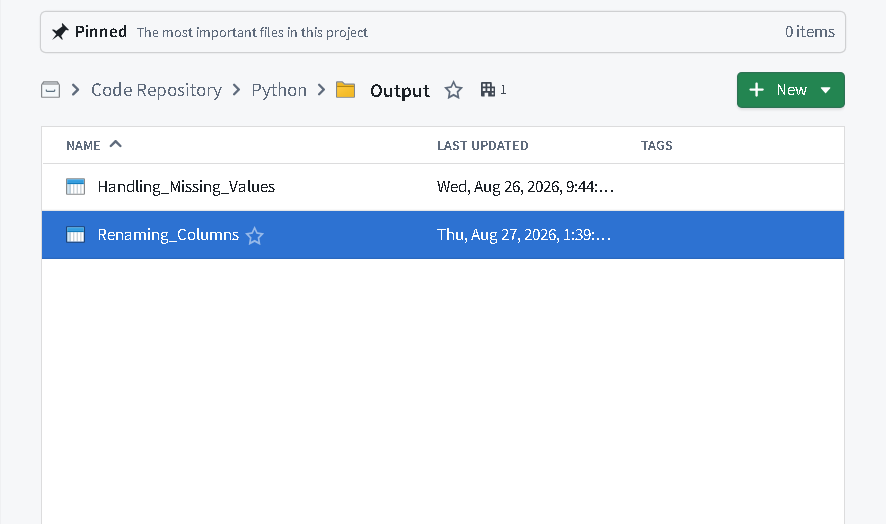 Pinned The most important files in this project 0 items
Code Repository Python Output 1 New
NAME LAST UPDATED TAGS
Handling_Missing_Values Wed, Aug 26, 2026, 9:44:...
Renaming_Columns Thu, Aug 27, 2026, 1:39:...